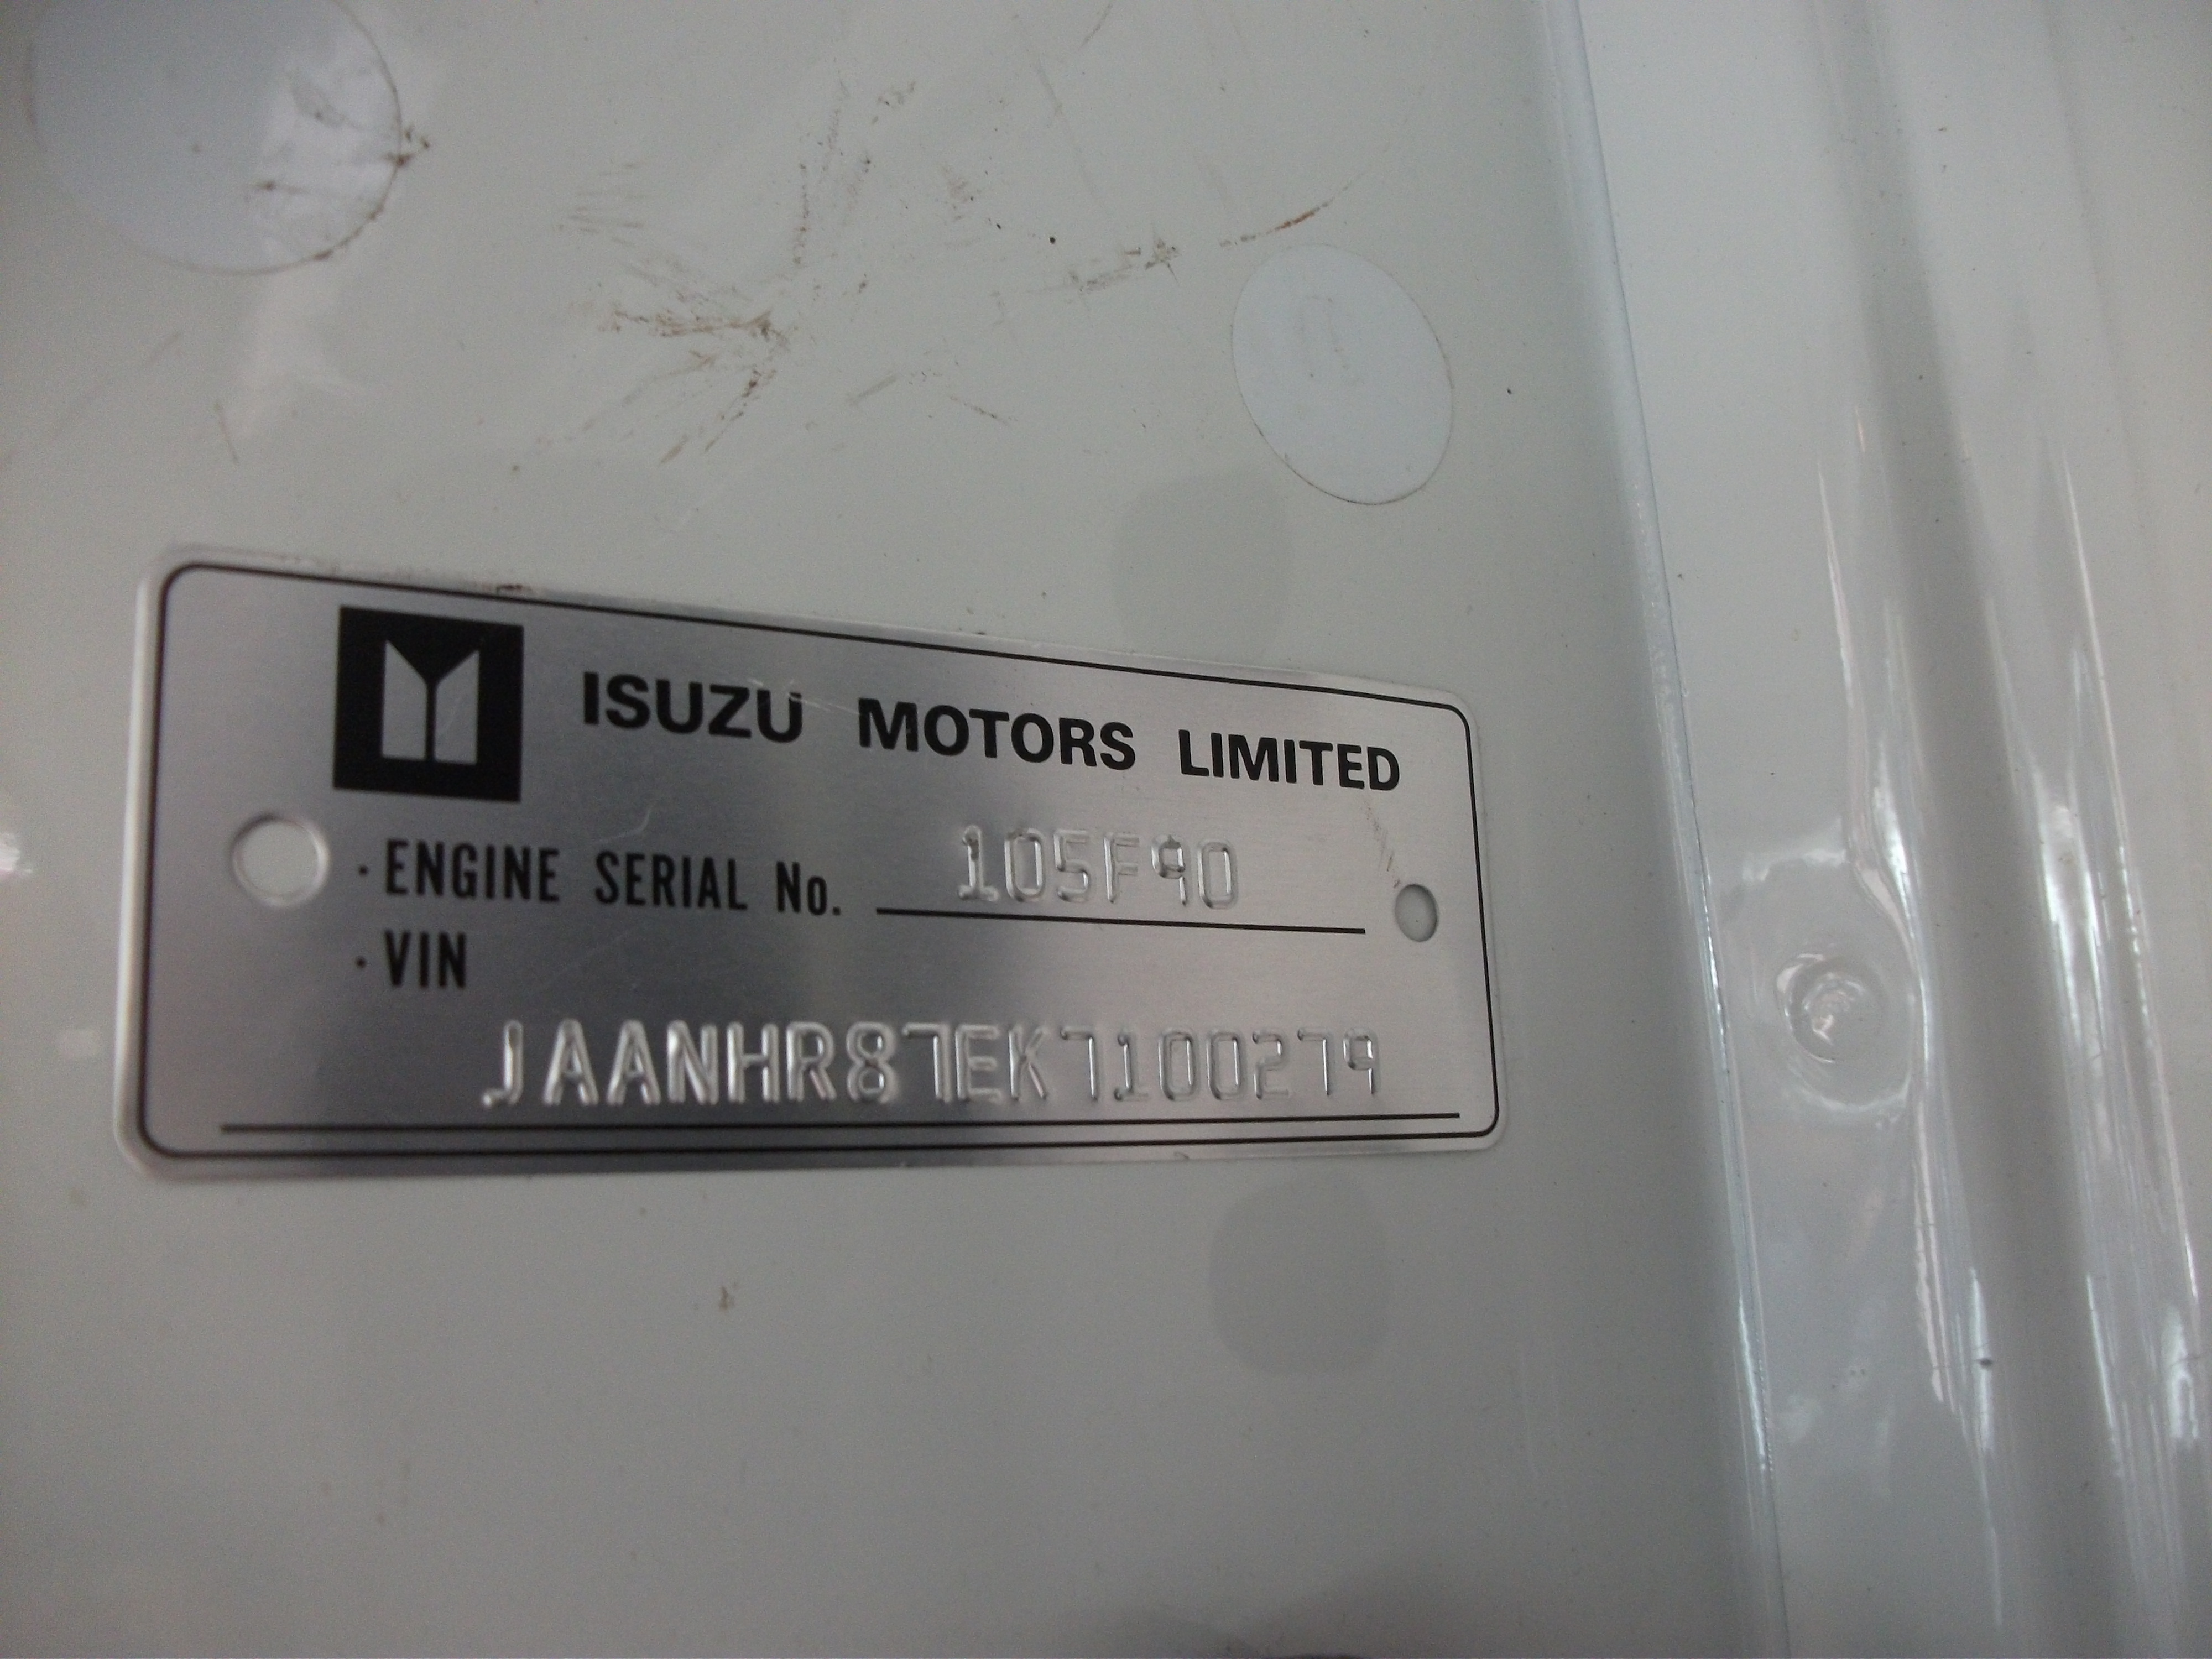 ISUZU MOTORS LIMITED
·ENGINE SERIAL No. 105F90
·VIN
JAANHR87EK7100279